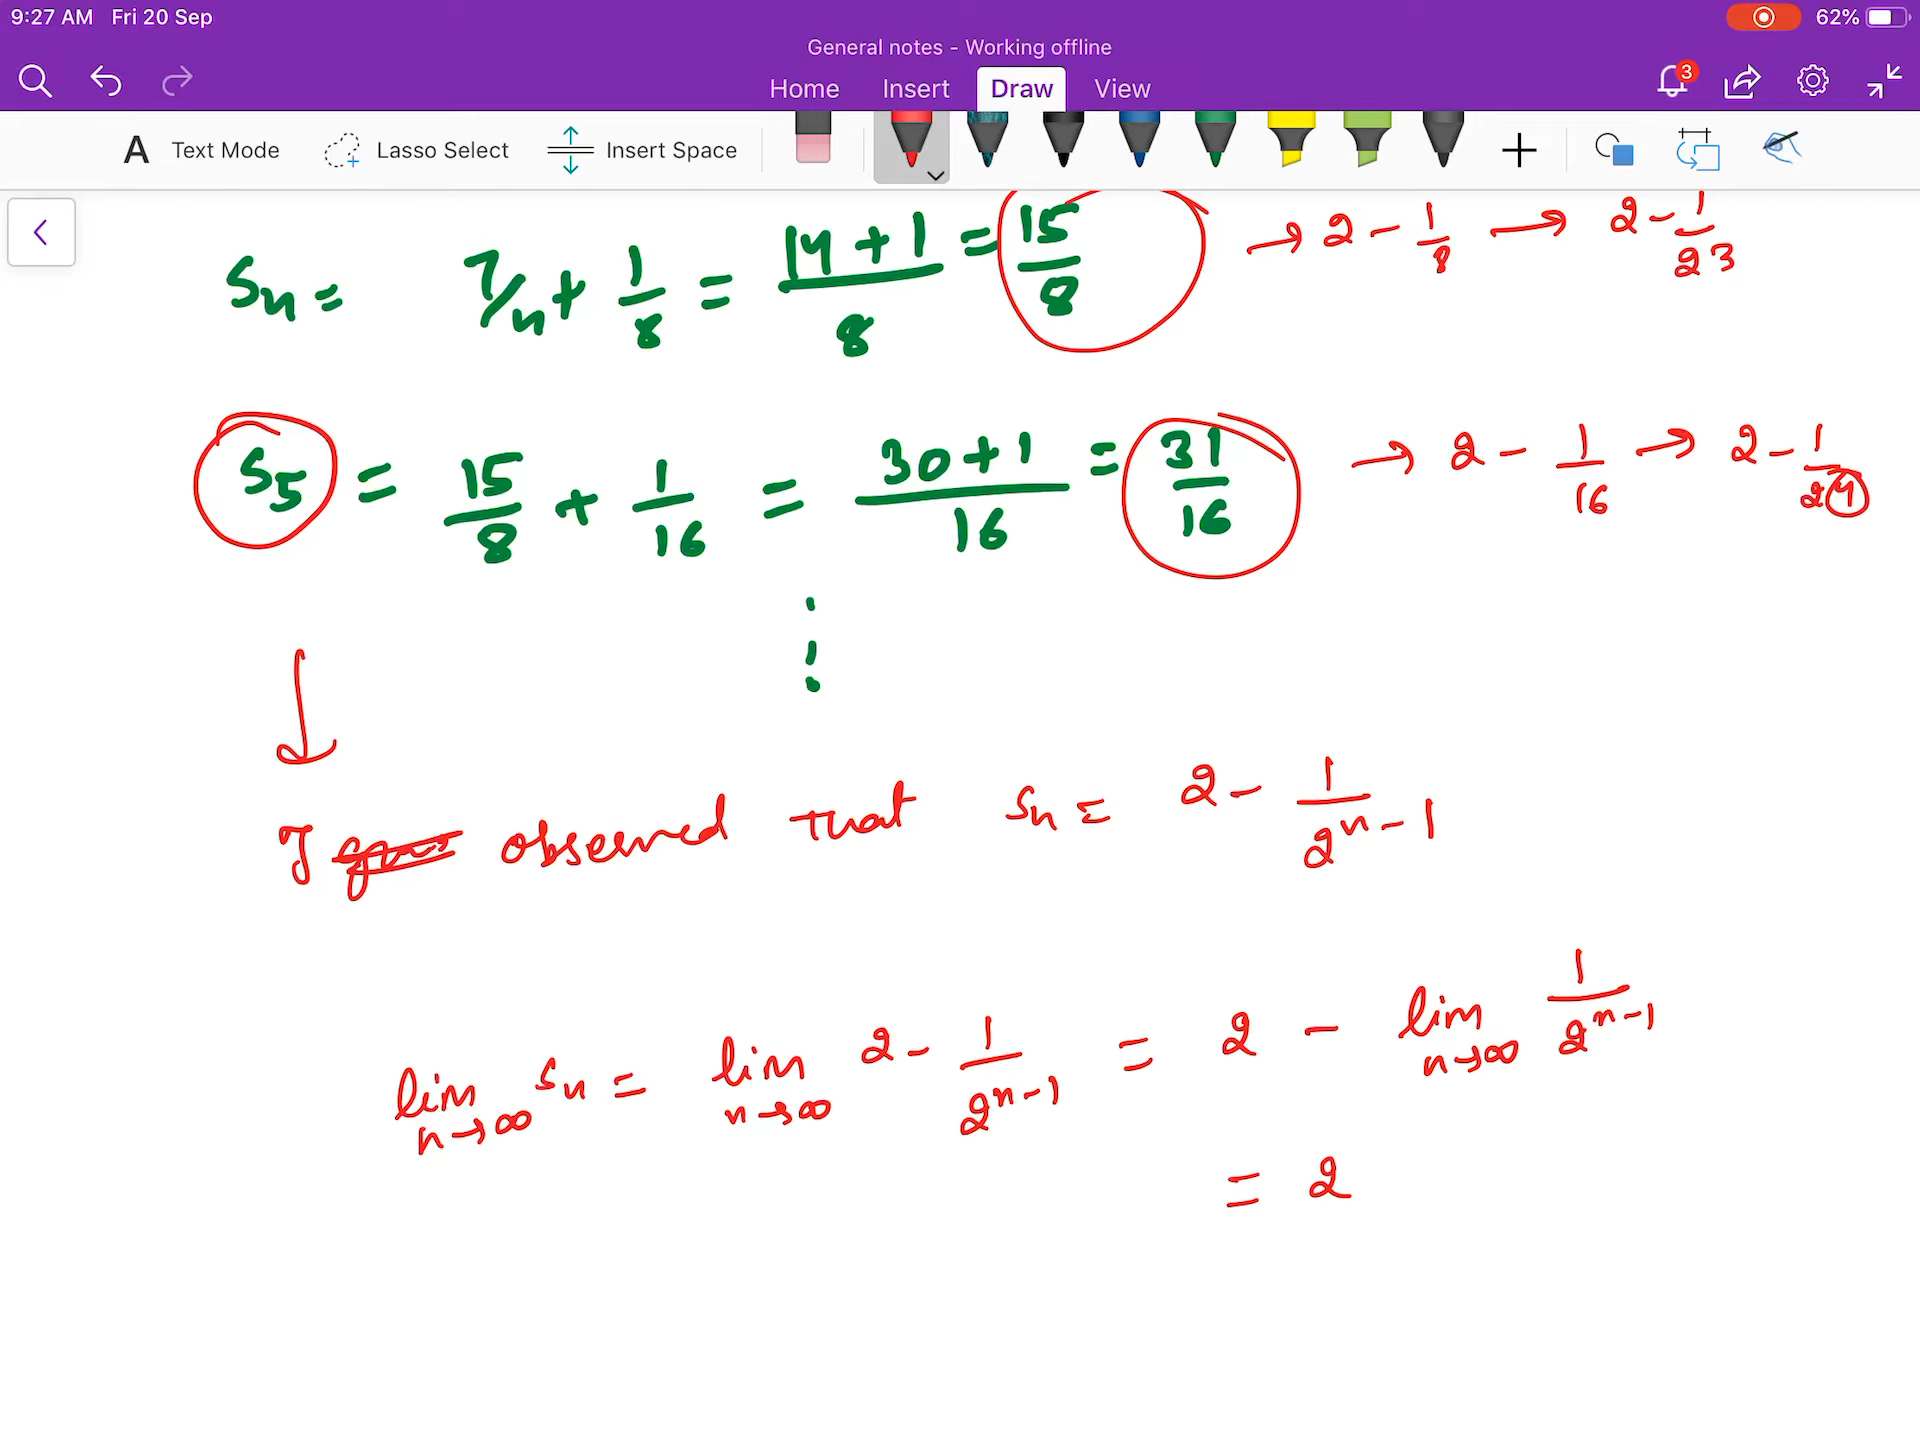 9:27 AM Fri 20 Sep 62%
General notes - Working offline
Home Insert Draw View 3
A Text Mode Lasso Select Insert Space
S₄ = 7/4 + 1/8 = (14 + 1)/8 = 15/8 → 2 - 1/8 → 2 - 1/2³
S₅ = 15/8 + 1/16 = (30 + 1)/16 = 31/16 → 2 - 1/16 → 2 - 1/2⁴
I observed that Sₙ = 2 - 1/2ⁿ⁻¹
lim n→∞ Sₙ = lim n→∞ 2 - 1/2ⁿ⁻¹ = 2 - lim n→∞ 1/2ⁿ⁻¹
= 2